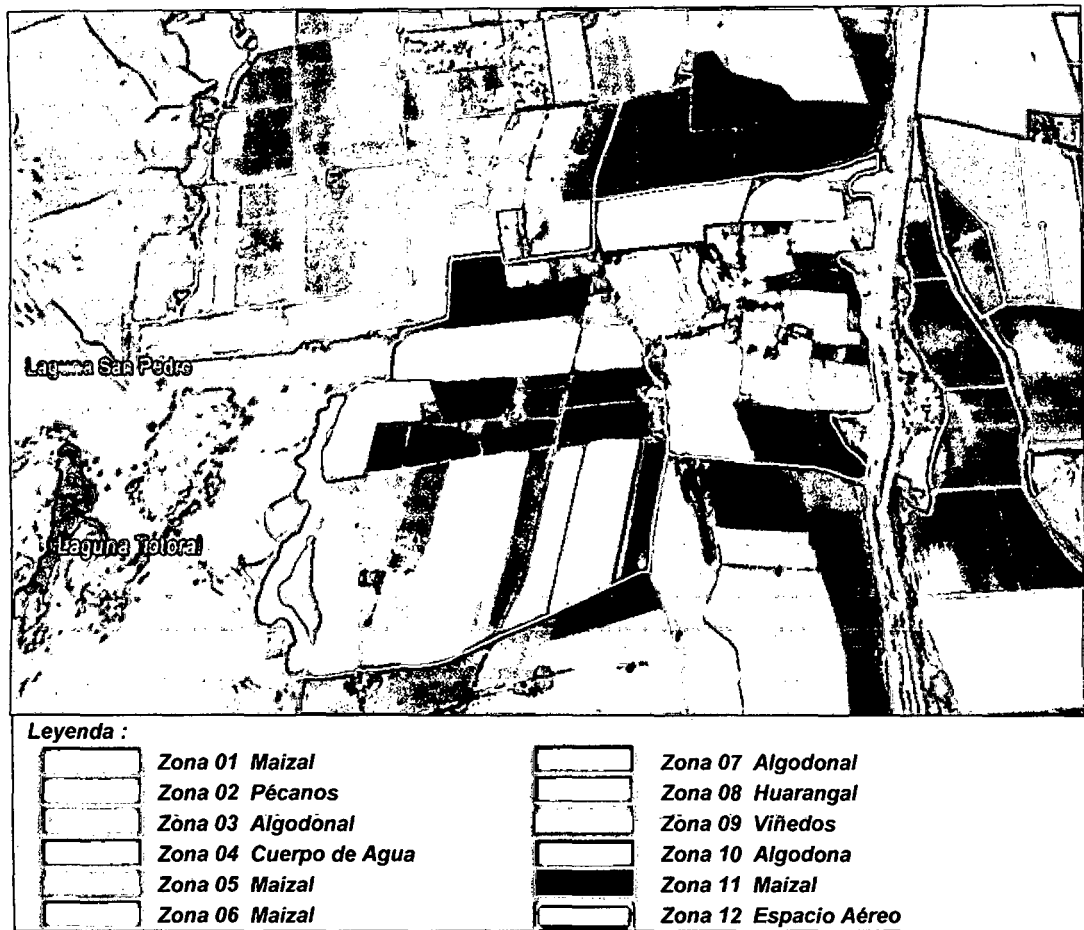 Laguna San Pedro
Laguna Totoral
Leyenda :
Zona 01 Maizal
Zona 02 Pécanos
Zona 03 Algodonal
Zona 04 Cuerpo de Agua
Zona 05 Maizal
Zona 06 Maizal
Zona 07 Algodonal
Zona 08 Huarangal
Zona 09 Viñedos
Zona 10 Algodona
Zona 11 Maizal
Zona 12 Espacio Aéreo